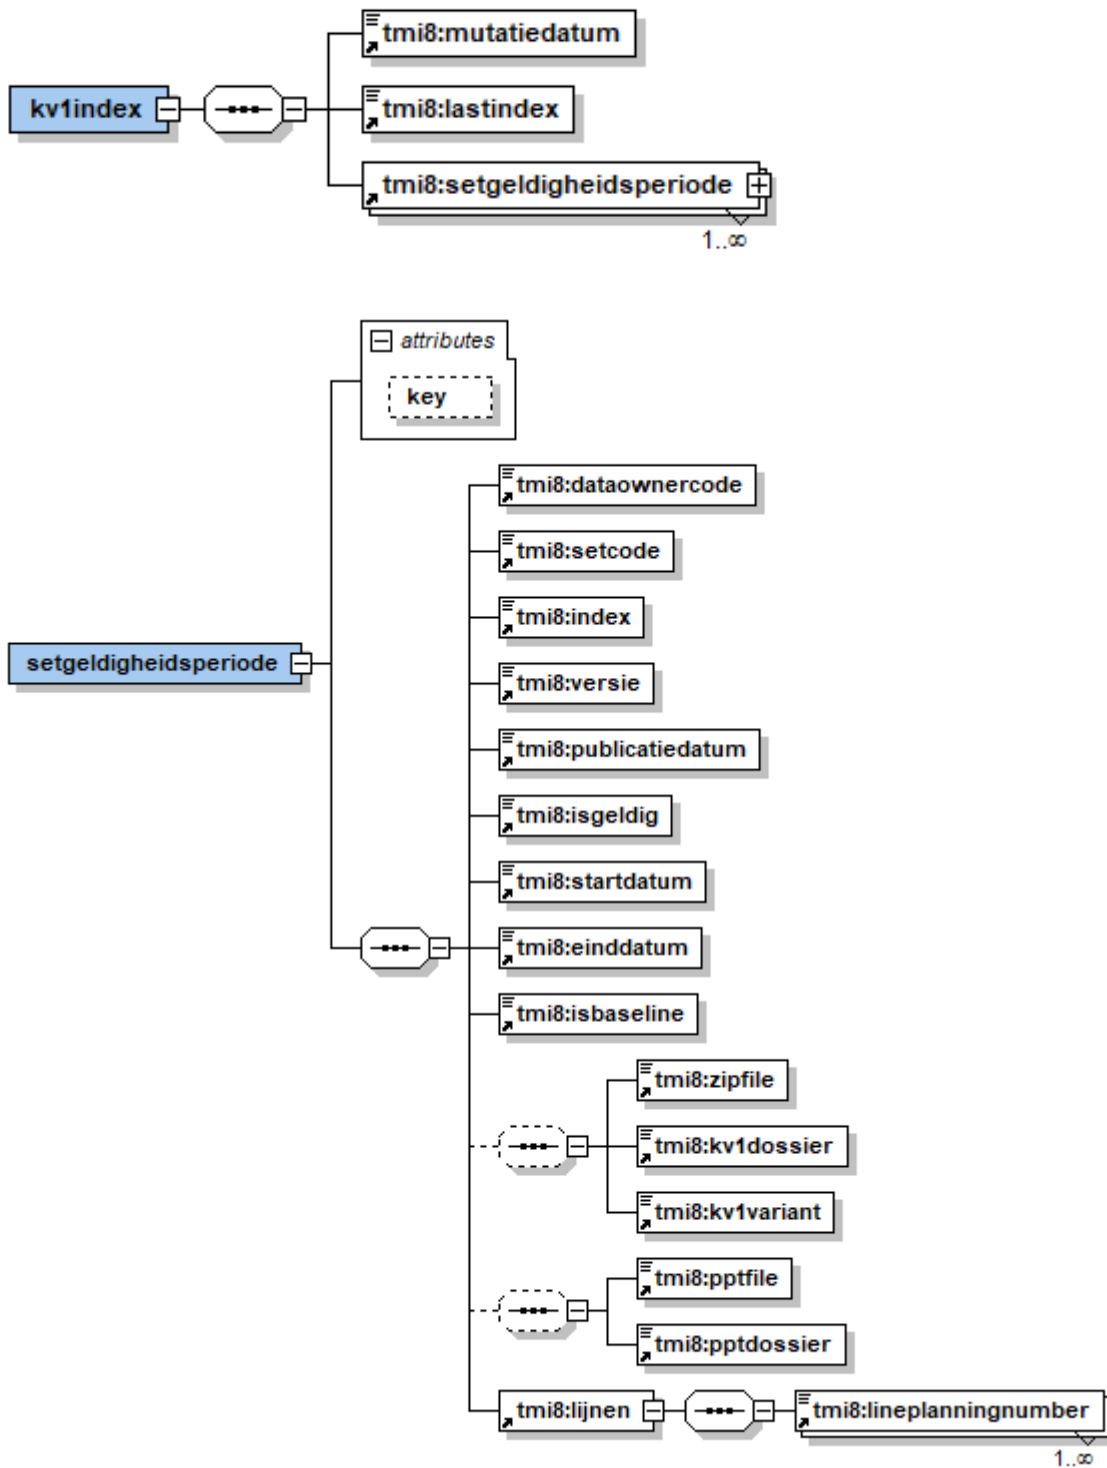 tmi8:mutatiedatum
kv1index
tmi8:lastindex
tmi8:setgeldigheidsperiode
1..∞
attributes
key
tmi8:dataownercode
tmi8:setcode
tmi8:index
setgeldigheidsperiode
tmi8:versie
tmi8:publicatiedatum
tmi8:isgeldig
tmi8:startdatum
tmi8:einddatum
tmi8:isbaseline
tmi8:zipfile
tmi8:kv1dossier
tmi8:kv1variant
tmi8:pptfile
tmi8:pptdossier
tmi8:lijnen
tmi8:lineplanningnumber
1..∞